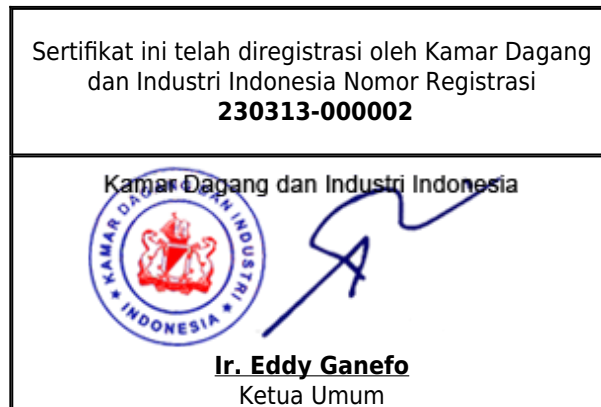 Sertifikat ini telah diregistrasi oleh Kamar Dagang
dan Industri Indonesia Nomor Registrasi
230313-000002
Kamar Dagang dan Industri Indonesia
KAMAR DAGANG DAN INDUSTRI
INDONESIA
Ir. Eddy Ganefo
Ketua Umum